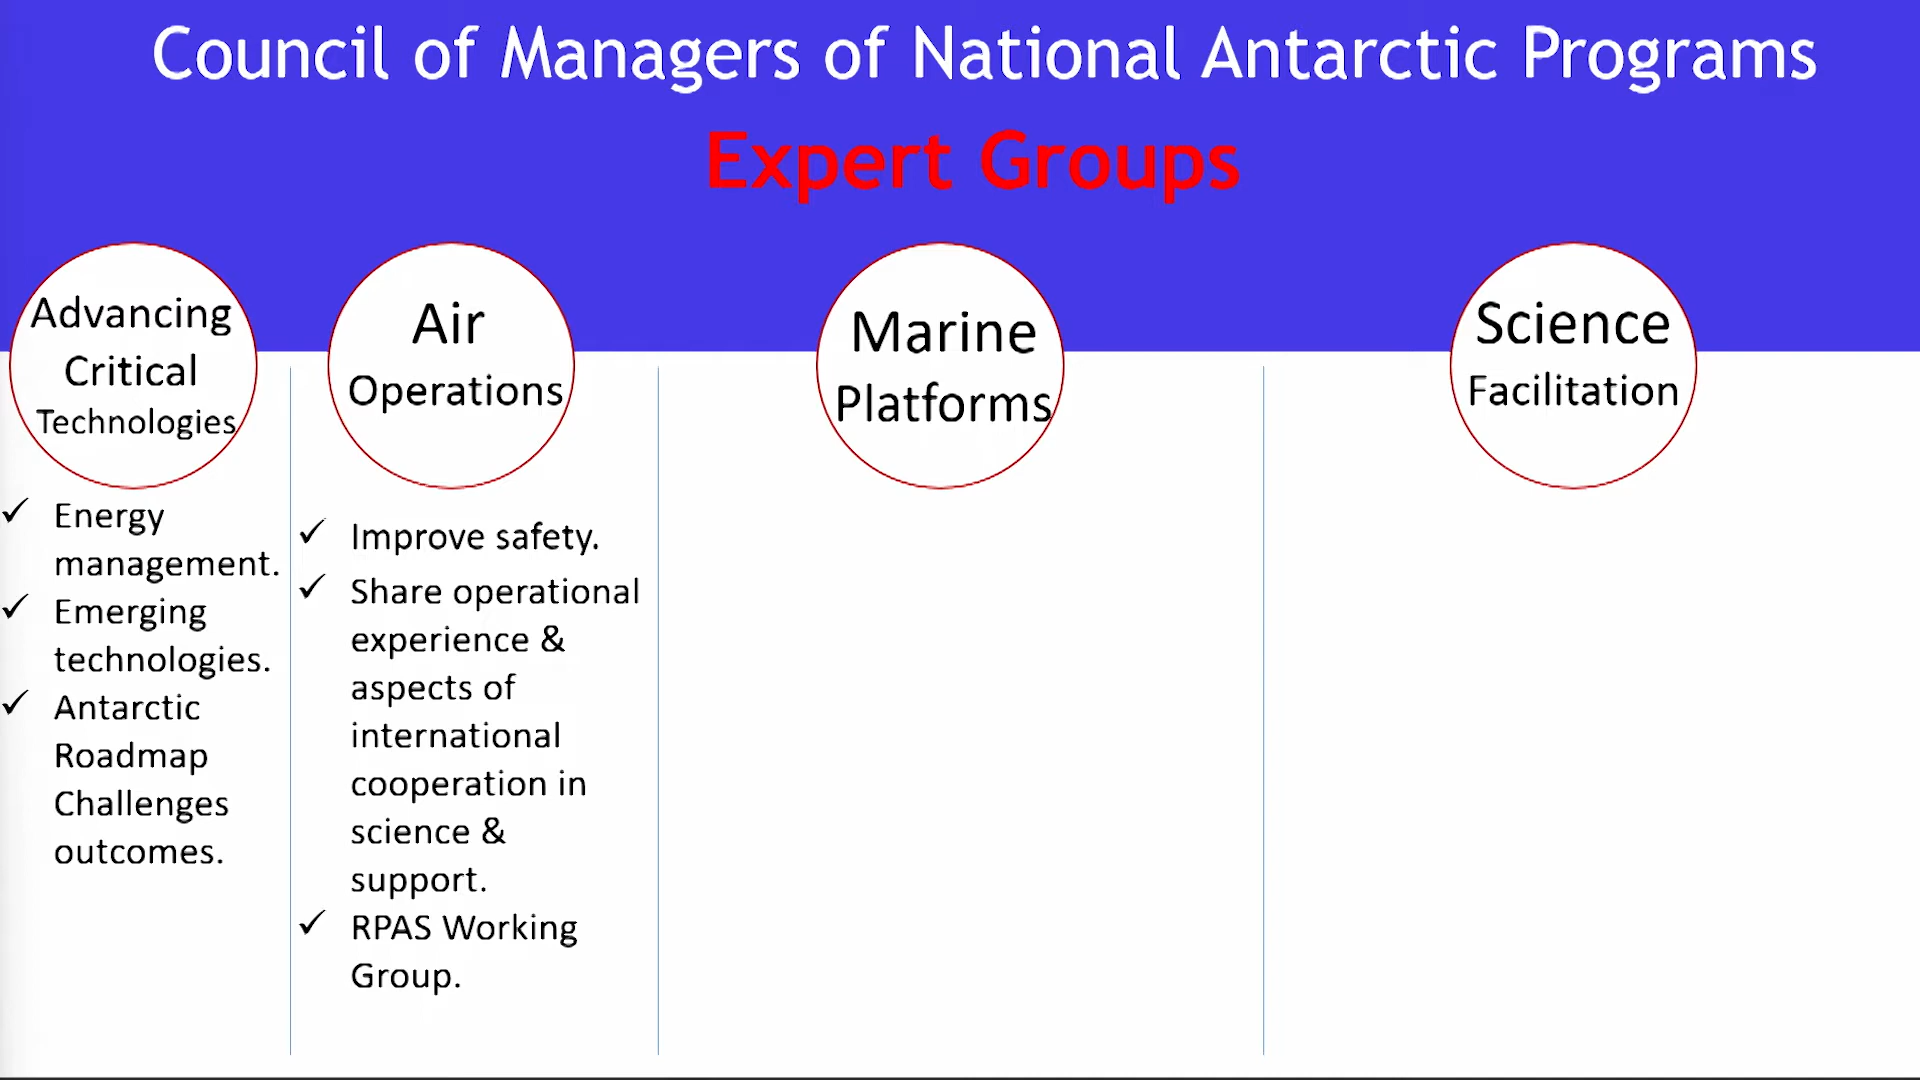 Council of Managers of National Antarctic Programs
Expert Groups
Advancing
Critical
Technologies
Energy
management.
Emerging
technologies.
Antarctic
Roadmap
Challenges
outcomes.
Air
Operations
Improve safety.
Share operational
experience &
aspects of
international
cooperation in
science &
support.
RPAS Working
Group.
Marine
Platforms
Science
Facilitation